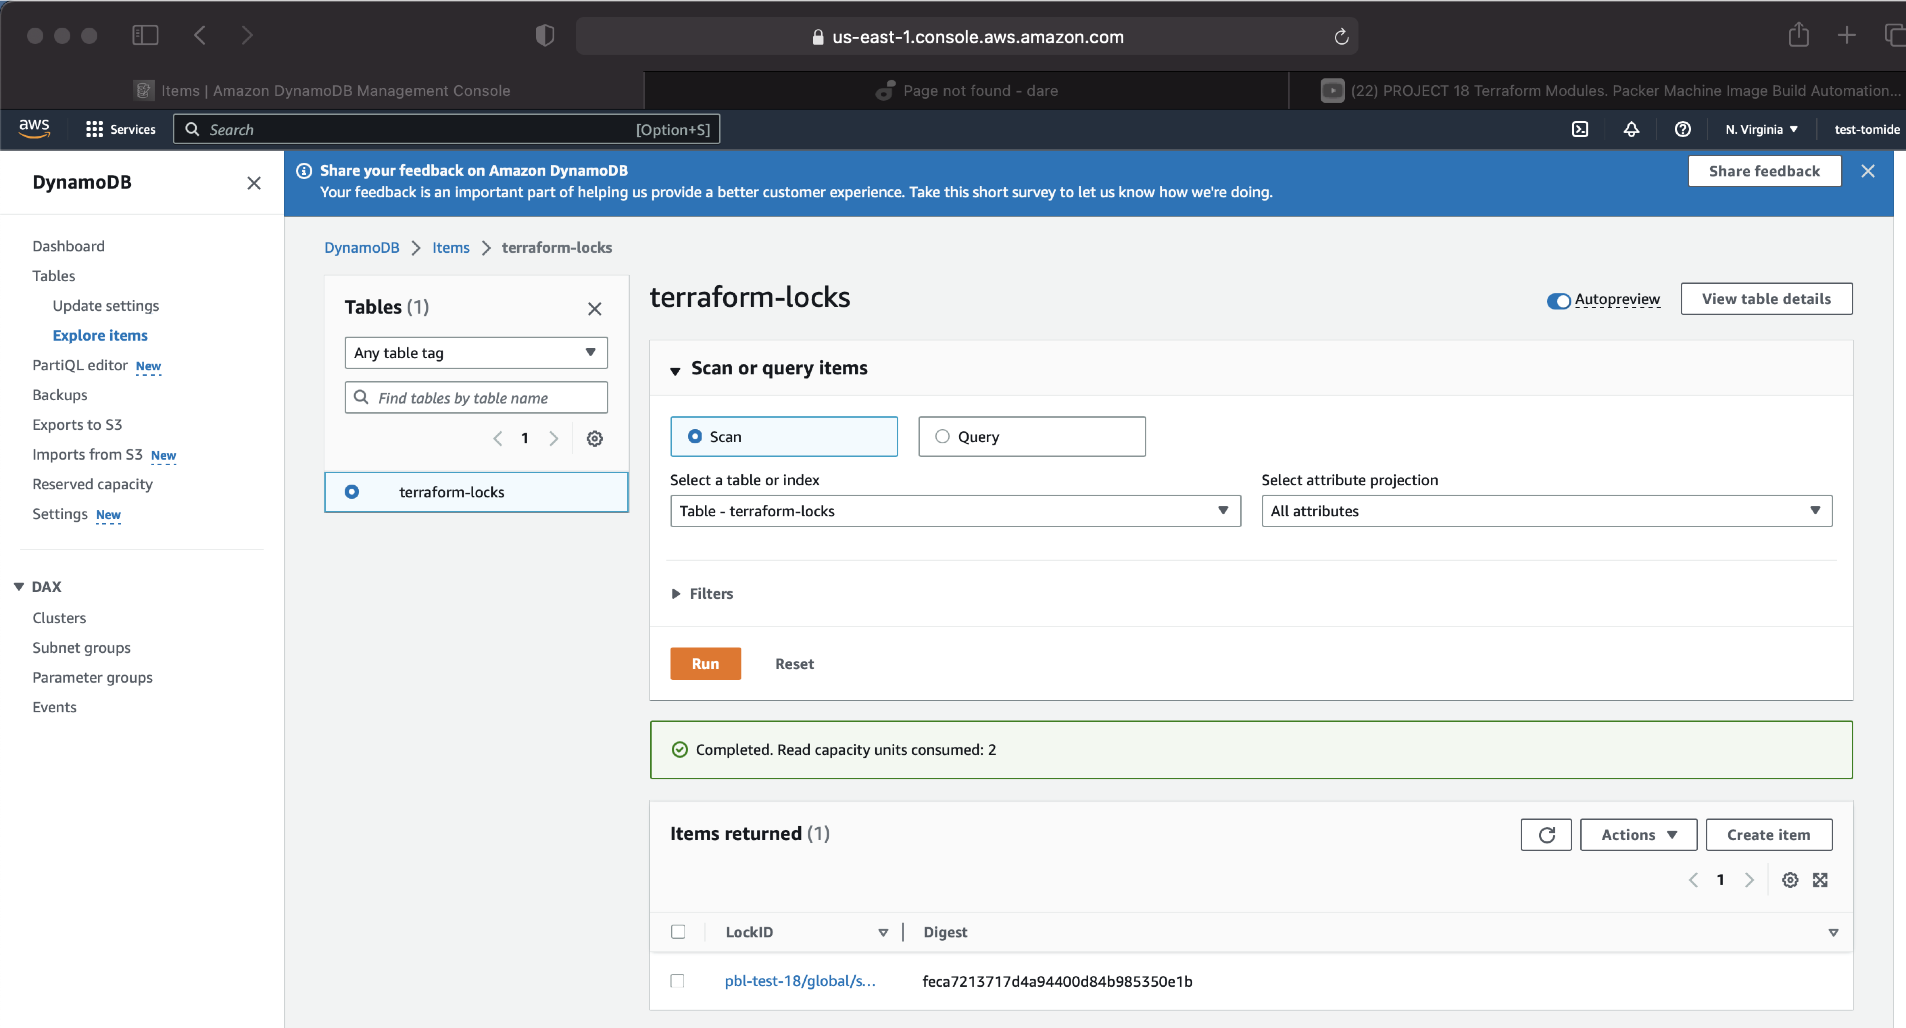 us-east-1.console.aws.amazon.com
Items | Amazon DynamoDB Management Console
Page not found - dare
(22) PROJECT 18 Terraform Modules. Packer Machine Image Build Automation...
aws
Services
Search
[Option+S]
N. Virginia
test-tomide
DynamoDB
Dashboard
Tables
Update settings
Explore items
PartiQL editor New
Backups
Exports to S3
Imports from S3 New
Reserved capacity
Settings New
DAX
Clusters
Subnet groups
Parameter groups
Events
Share your feedback on Amazon DynamoDB
Your feedback is an important part of helping us provide a better customer experience. Take this short survey to let us know how we're doing.
Share feedback
DynamoDB
Items
terraform-locks
Tables (1)
Any table tag
Find tables by table name
1
terraform-locks
terraform-locks
Autopreview
View table details
Scan or query items
Scan
Query
Select a table or index
Table - terraform-locks
Select attribute projection
All attributes
Filters
Run
Reset
Completed. Read capacity units consumed: 2
Items returned (1)
Actions
Create item
1
LockID
Digest
pbl-test-18/global/s...
feca7213717d4a94400d84b985350e1b